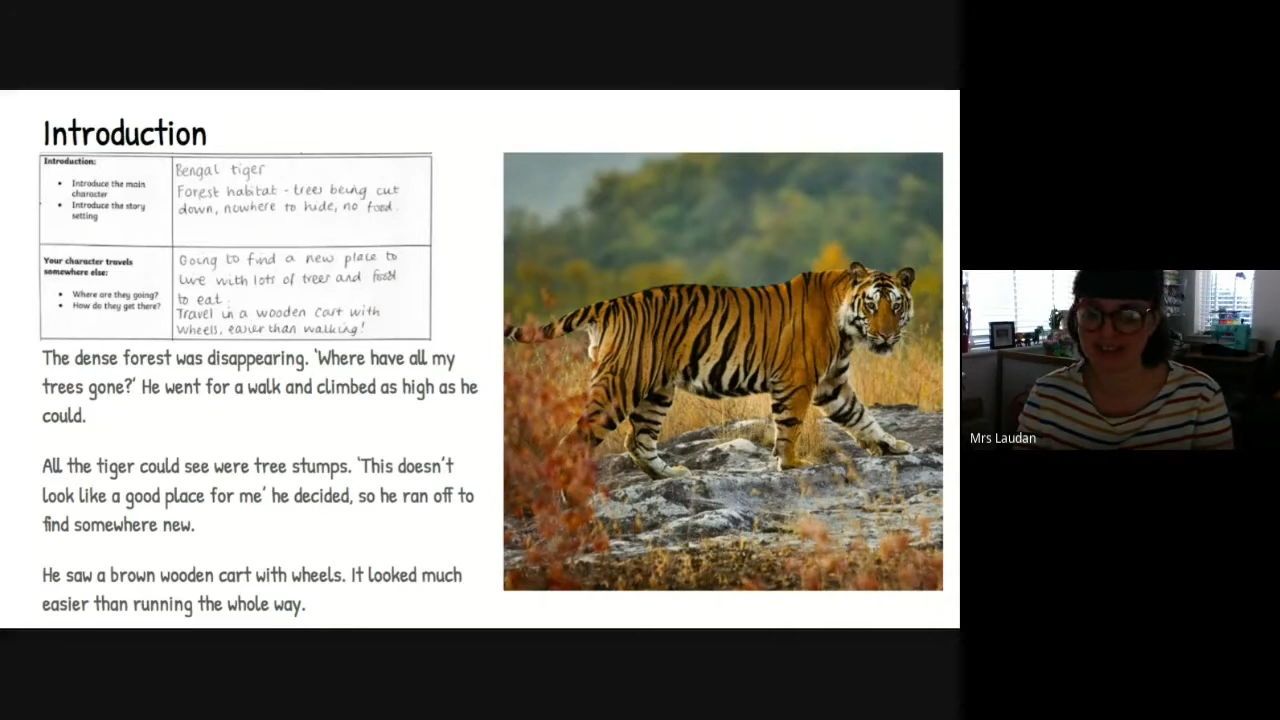 Introduction
Introduction:
Introduce the main
character
Introduce the story
setting
Bengal tiger
Forest habitat - trees being cut
down, nowhere to hide, no food.
Your character travels
somewhere else:
Where are they going?
How do they get there?
Going to find a new place to
live with lots of trees and food
to eat.
Travel in a wooden cart with
wheels, easier than walking!
The dense forest was disappearing. ‘Where have all my
trees gone?’ He went for a walk and climbed as high as he
could.
All the tiger could see were tree stumps. ‘This doesn’t
look like a good place for me’ he decided, so he ran off to
find somewhere new.
He saw a brown wooden cart with wheels. It looked much
easier than running the whole way.
Mrs Laudan